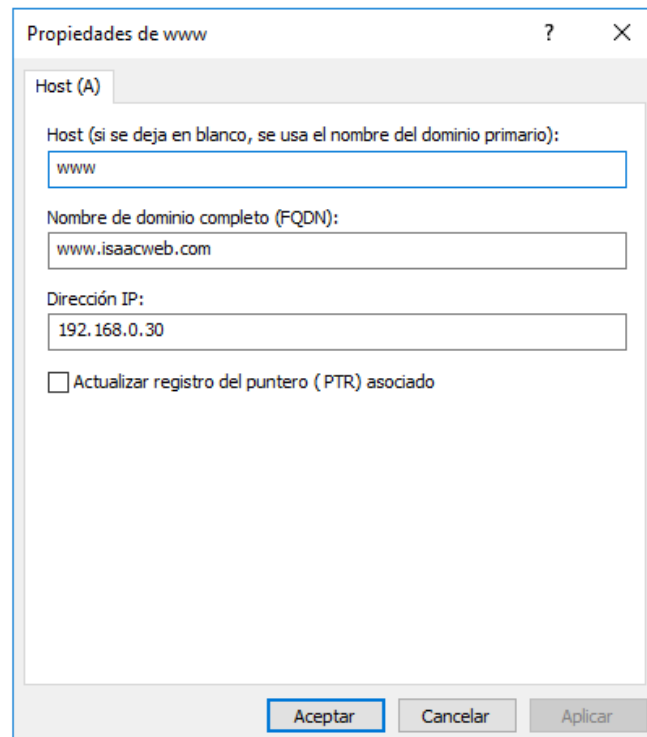 Propiedades de www
?
Host (A)
Host (si se deja en blanco, se usa el nombre del dominio primario):
www
Nombre de dominio completo (FQDN):
www.isaacweb.com
Dirección IP:
192.168.0.30
Actualizar registro del puntero (PTR) asociado
Aceptar
Cancelar
Aplicar